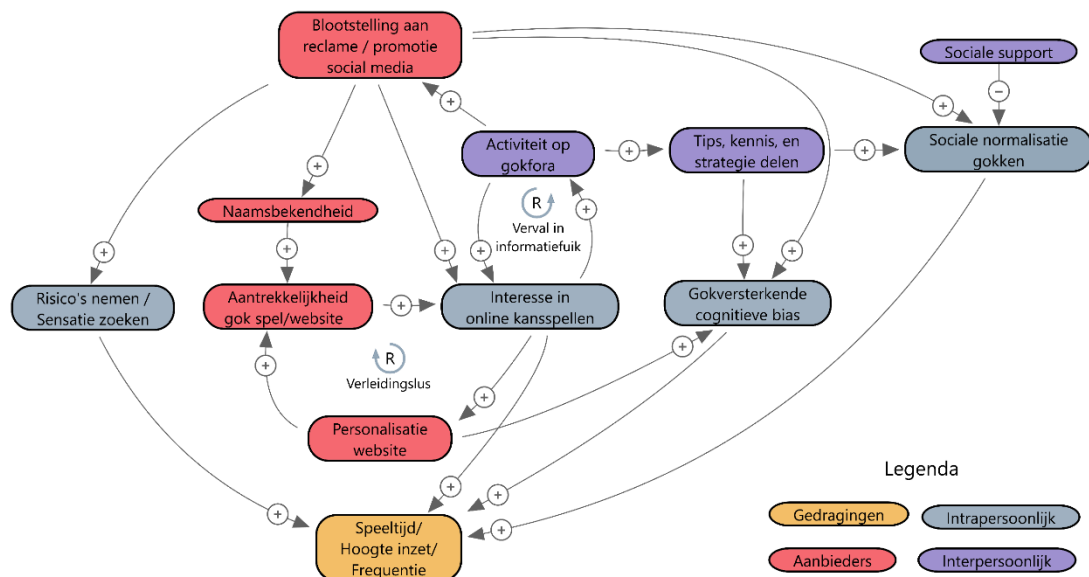 Blootstelling aan
reclame / promotie
social media
Sociale support
+
+
−
Activiteit op
gokfora
+
Tips, kennis, en
strategie delen
+
Sociale normalisatie
gokken
+
Naamsbekendheid
R
+
Verval in
informatiefuik
+
+
+
+
+
+
Risico's nemen /
Sensatie zoeken
Aantrekkelijkheid
gok spel/website
+
Interesse in
online kansspellen
Gokversterkende
cognitieve bias
+
R
Verleidingslus
+
+
Personalisatie
website
Legenda
+
+
+
+
Speeltijd/
Hoogte inzet/
Frequentie
Gedragingen
Intrapersoonlijk
Aanbieders
Interpersoonlijk